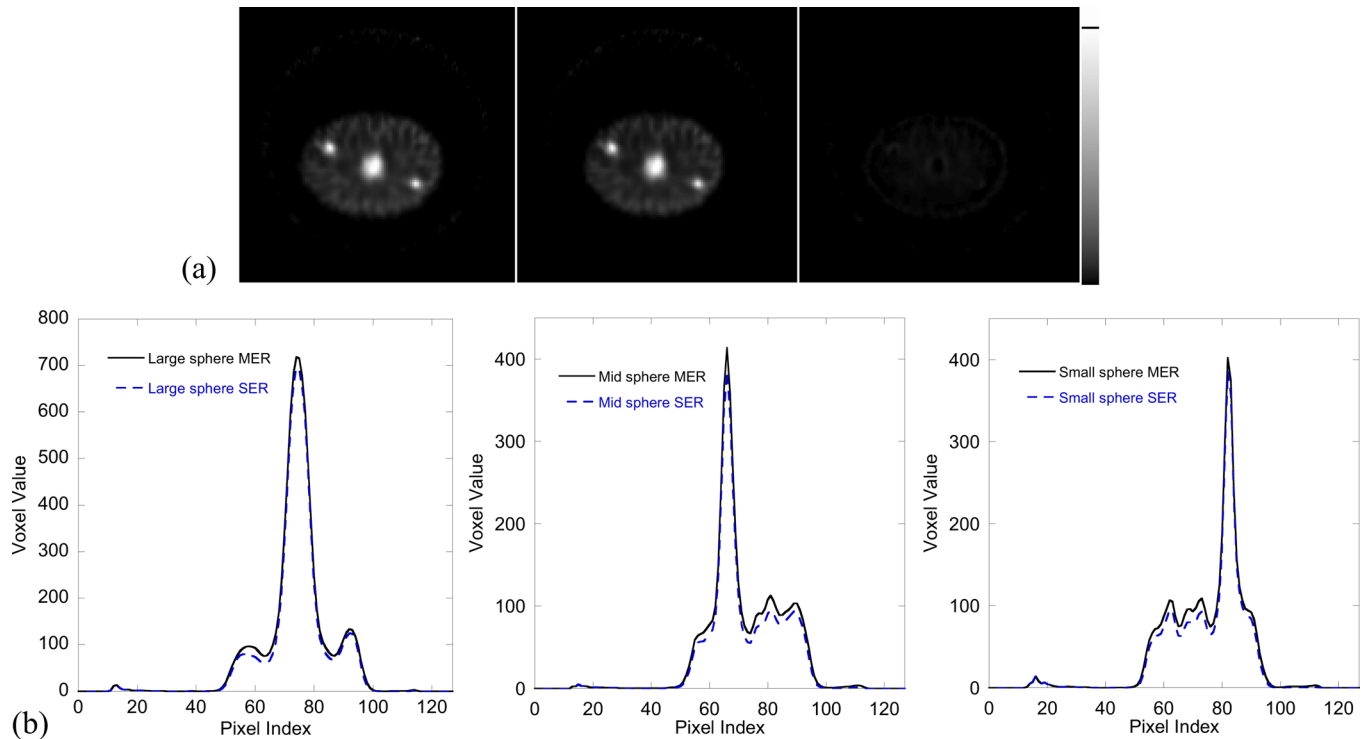 (a)
800
700
600
500
400
300
200
100
0
Voxel Value
Large sphere MER
Large sphere SER
0 20 40 60 80 100 120
Pixel Index
400
300
200
100
0
Voxel Value
Mid sphere MER
Mid sphere SER
0 20 40 60 80 100 120
Pixel Index
400
300
200
100
0
Voxel Value
Small sphere MER
Small sphere SER
0 20 40 60 80 100 120
Pixel Index
(b)